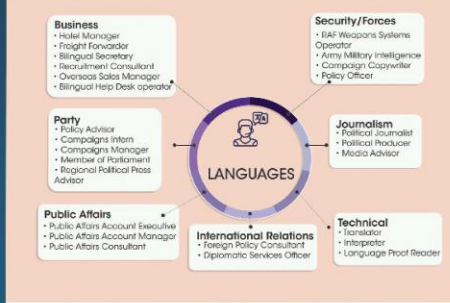 Business
• Hotel Manager
• Freight Forwarder
• Bilingual Secretary
• Recruitment Consultant
• Overseas Sales Manager
• Bilingual Help Desk operator
Security/Forces
• RAF Weapons Systems
Operator
• Army Military Intelligence
• Campaign Copywriter
• Policy Officer
Party
• Policy Advisor
• Campaigns Intern
• Campaigns Manager
• Member of Parliament
• Regional Political Press
Advisor
LANGUAGES
Journalism
• Political Journalist
• Political Producer
• Media Advisor
Public Affairs
• Public Affairs Account Executive
• Public Affairs Account Manager
• Public Affairs Consultant
International Relations
• Foreign Policy Consultant
• Diplomatic Services Officer
Technical
• Translator
• Interpreter
• Language Proof Reader